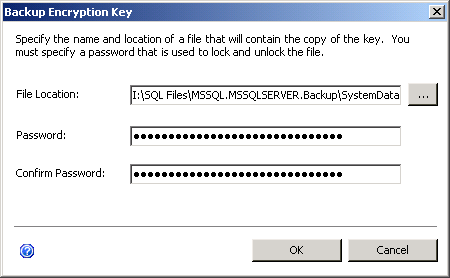 Backup Encryption Key
Specify the name and location of a file that will contain the copy of the key. You
must specify a password that is used to lock and unlock the file.
File Location: I:\SQL Files\MSSQL.MSSQLSERVER.Backup\SystemData ...
Password: ●●●●●●●●●●●●●●●●●●●●●●●●●●●●●●
Confirm Password: ●●●●●●●●●●●●●●●●●●●●●●●●●●●●●●
? OK Cancel